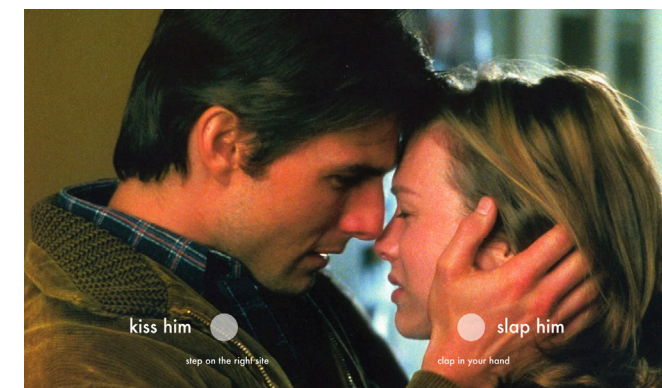 kiss him
slap him
step on the right site
clap in your hand